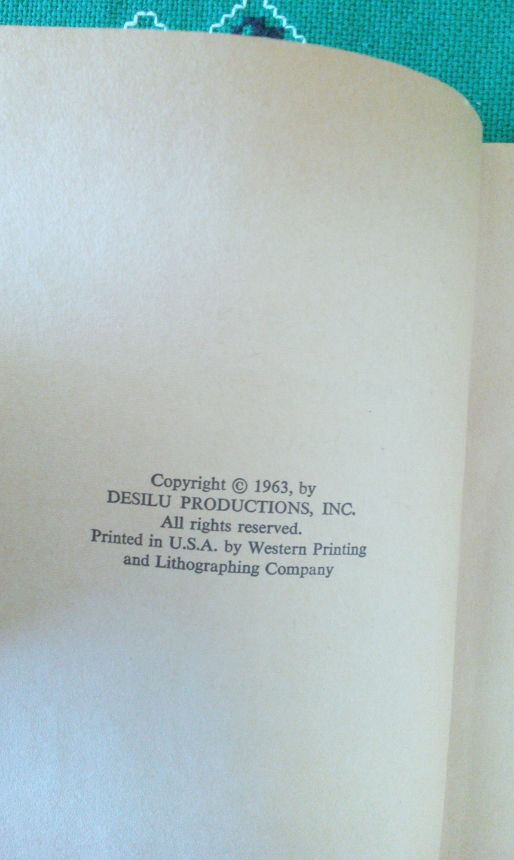 Copyright © 1963, by
DESILU PRODUCTIONS, INC.
All rights reserved.
Printed in U.S.A. by Western Printing
and Lithographing Company